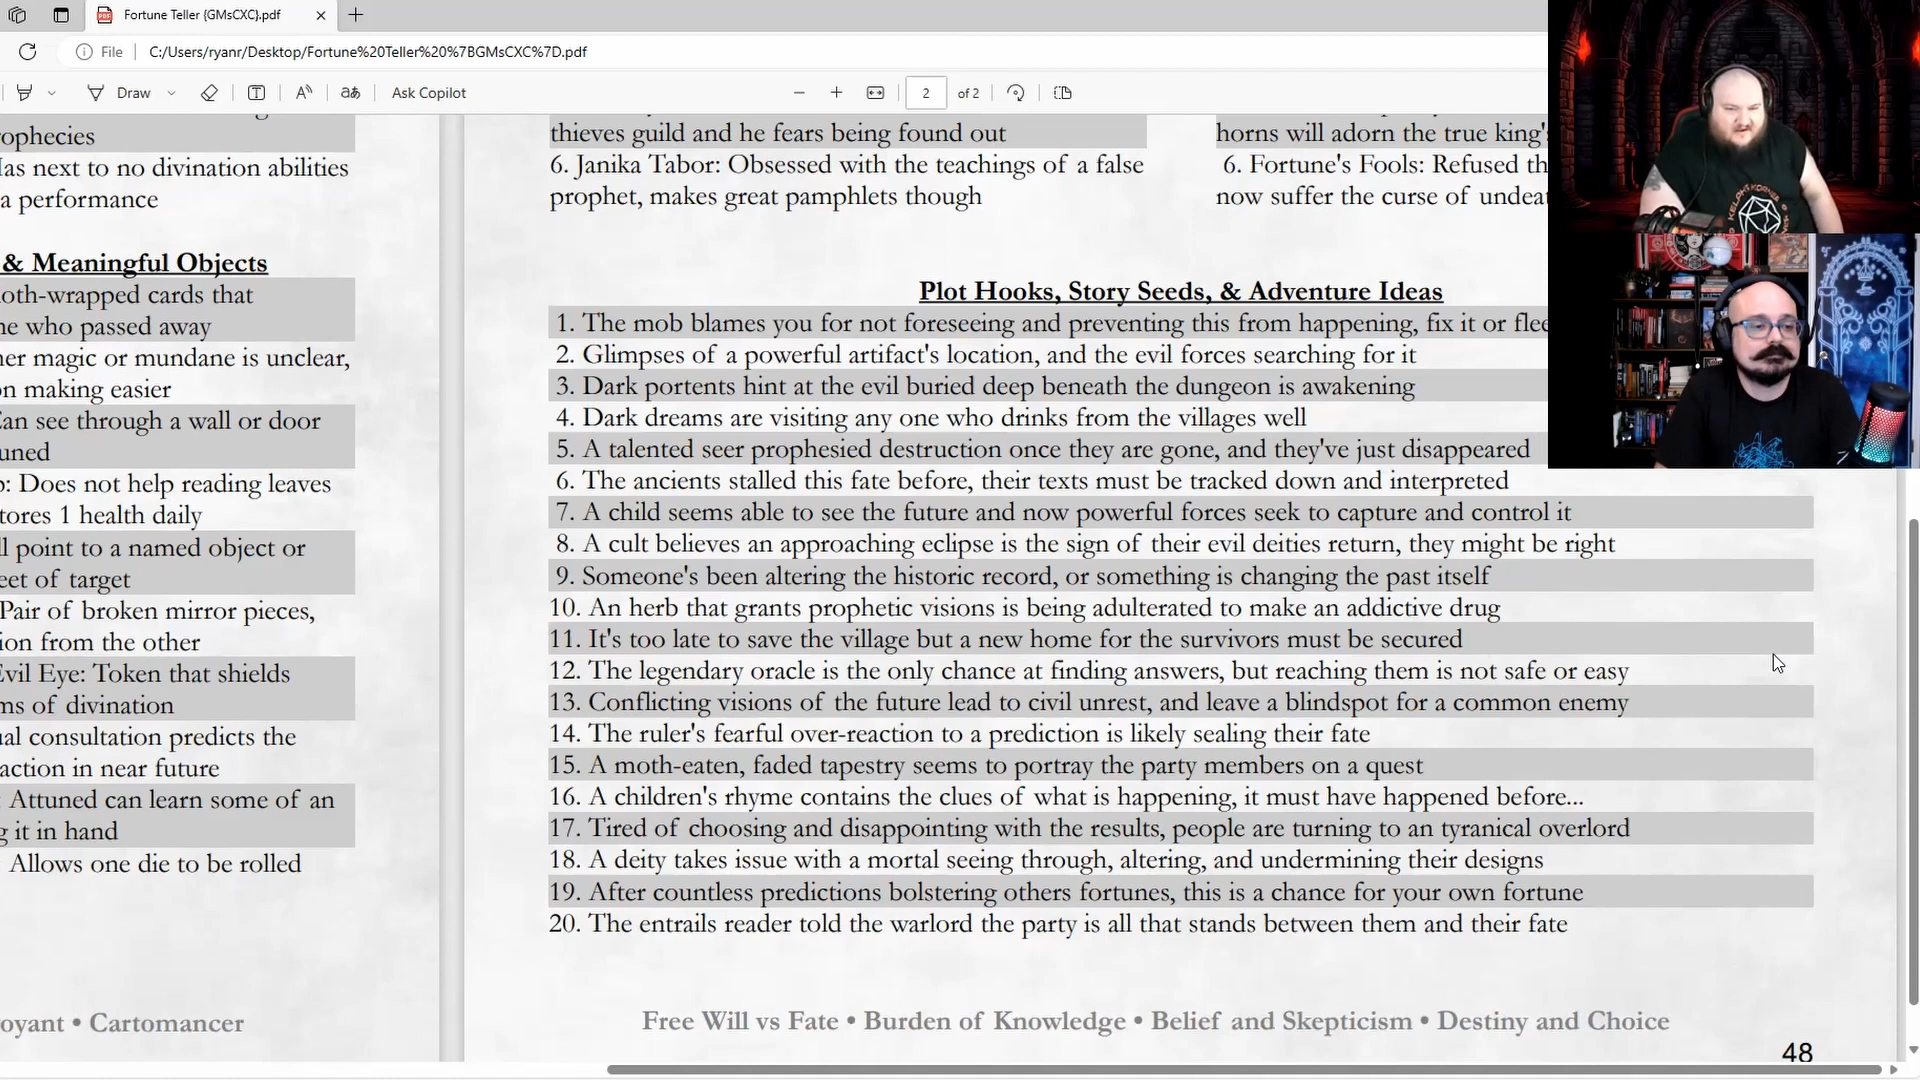 Fortune Teller {GMsCXC}.pdf
File
C:/Users/ryanr/Desktop/Fortune%20Teller%20%7BGMsCXC%7D.pdf
Draw
Ask Copilot
2
of 2
rophecies
Has next to no divination abilities
a performance
& Meaningful Objects
loth-wrapped cards that
ne who passed away
her magic or mundane is unclear,
on making easier
Can see through a wall or door
tuned
p: Does not help reading leaves
tores 1 health daily
ll point to a named object or
eet of target
Pair of broken mirror pieces,
ion from the other
Evil Eye: Token that shields
ms of divination
ual consultation predicts the
action in near future
: Attuned can learn some of an
g it in hand
Allows one die to be rolled
oyant • Cartomancer
thieves guild and he fears being found out
6. Janika Tabor: Obsessed with the teachings of a false
prophet, makes great pamphlets though
horns will adorn the true king's
6. Fortune's Fools: Refused th
now suffer the curse of undeat
Plot Hooks, Story Seeds, & Adventure Ideas
1. The mob blames you for not foreseeing and preventing this from happening, fix it or flee
2. Glimpses of a powerful artifact's location, and the evil forces searching for it
3. Dark portents hint at the evil buried deep beneath the dungeon is awakening
4. Dark dreams are visiting any one who drinks from the villages well
5. A talented seer prophesied destruction once they are gone, and they've just disappeared
6. The ancients stalled this fate before, their texts must be tracked down and interpreted
7. A child seems able to see the future and now powerful forces seek to capture and control it
8. A cult believes an approaching eclipse is the sign of their evil deities return, they might be right
9. Someone's been altering the historic record, or something is changing the past itself
10. An herb that grants prophetic visions is being adulterated to make an addictive drug
11. It's too late to save the village but a new home for the survivors must be secured
12. The legendary oracle is the only chance at finding answers, but reaching them is not safe or easy
13. Conflicting visions of the future lead to civil unrest, and leave a blindspot for a common enemy
14. The ruler's fearful over-reaction to a prediction is likely sealing their fate
15. A moth-eaten, faded tapestry seems to portray the party members on a quest
16. A children's rhyme contains the clues of what is happening, it must have happened before...
17. Tired of choosing and disappointing with the results, people are turning to an tyranical overlord
18. A deity takes issue with a mortal seeing through, altering, and undermining their designs
19. After countless predictions bolstering others fortunes, this is a chance for your own fortune
20. The entrails reader told the warlord the party is all that stands between them and their fate
Free Will vs Fate • Burden of Knowledge • Belief and Skepticism • Destiny and Choice
48